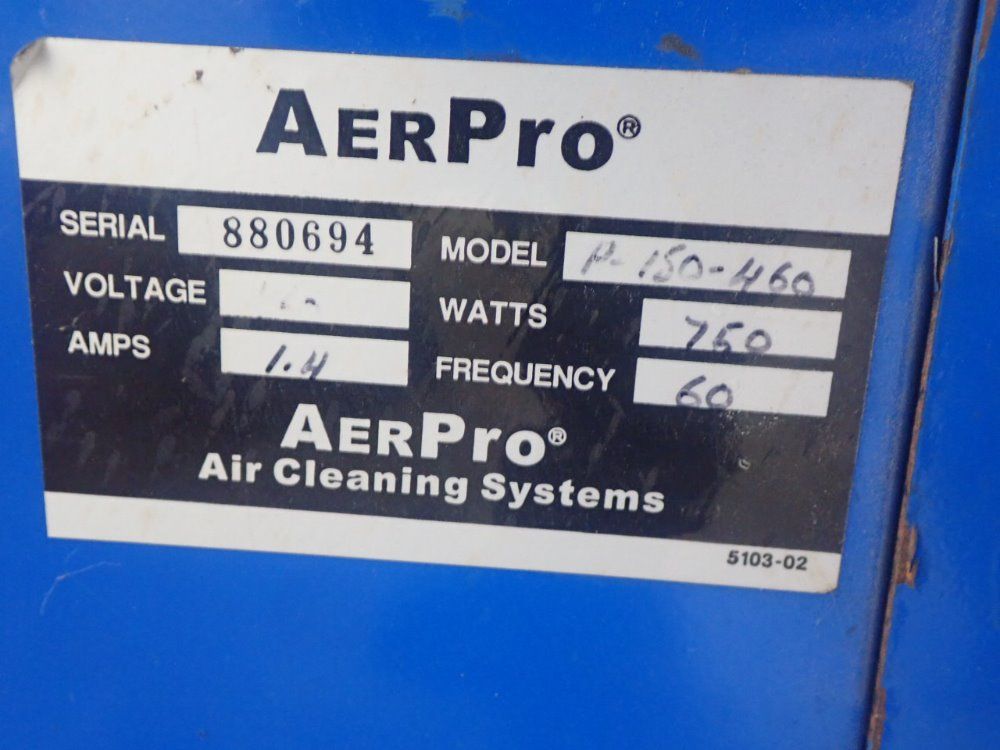 AERPro®
SERIAL 880694 MODEL P-150-460
VOLTAGE WATTS 750
AMPS 1.4 FREQUENCY 60
AERPro®
Air Cleaning Systems
5103-02